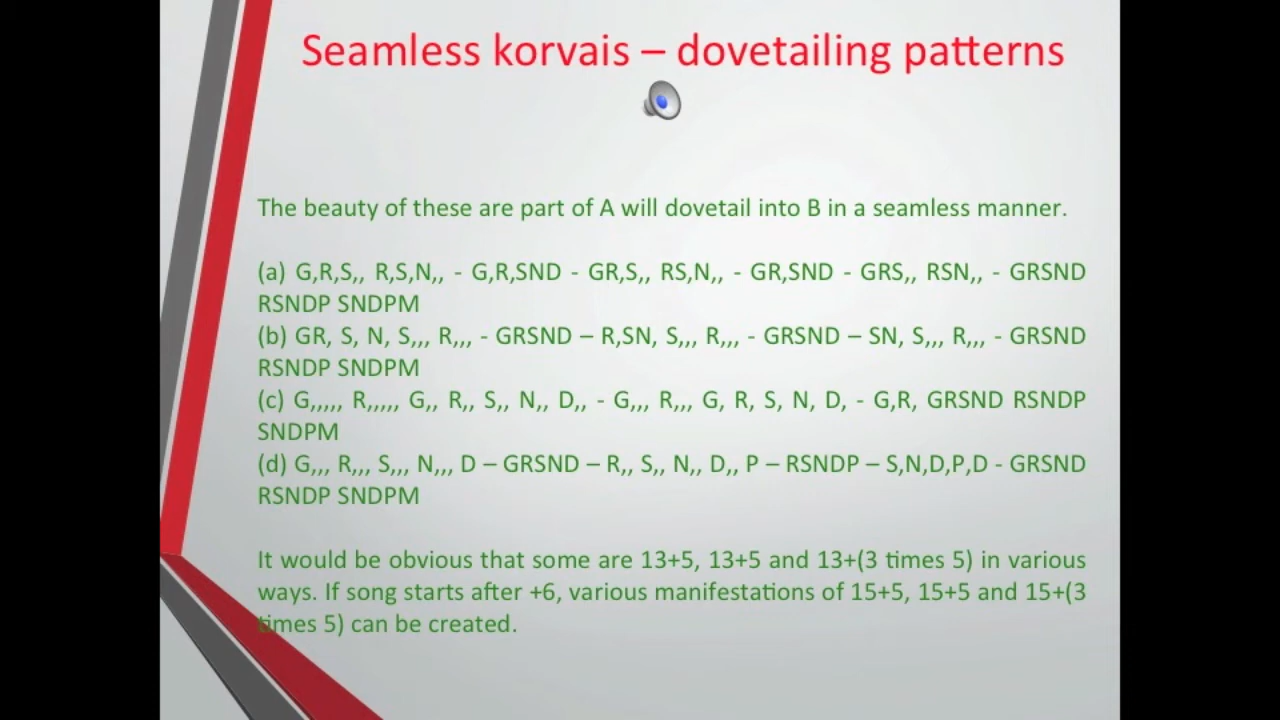 Seamless korvais – dovetailing patterns
The beauty of these are part of A will dovetail into B in a seamless manner.
(a) G,R,S,, R,S,N,, - G,R,SND - GR,S,, RS,N,, - GR,SND - GRS,, RSN,, - GRSND
RSNDP SNDPM
(b) GR, S, N, S,,, R,,, - GRSND – R,SN, S,,, R,,, - GRSND – SN, S,,, R,,, - GRSND
RSNDP SNDPM
(c) G,,,,, R,,,,, G,, R,, S,, N,, D,, - G,,, R,,, G, R, S, N, D, - G,R, GRSND RSNDP
SNDPM
(d) G,,, R,,, S,,, N,,, D – GRSND – R,, S,, N,, D,, P – RSNDP – S,N,D,P,D - GRSND
RSNDP SNDPM
It would be obvious that some are 13+5, 13+5 and 13+(3 times 5) in various
ways. If song starts after +6, various manifestations of 15+5, 15+5 and 15+(3
times 5) can be created.